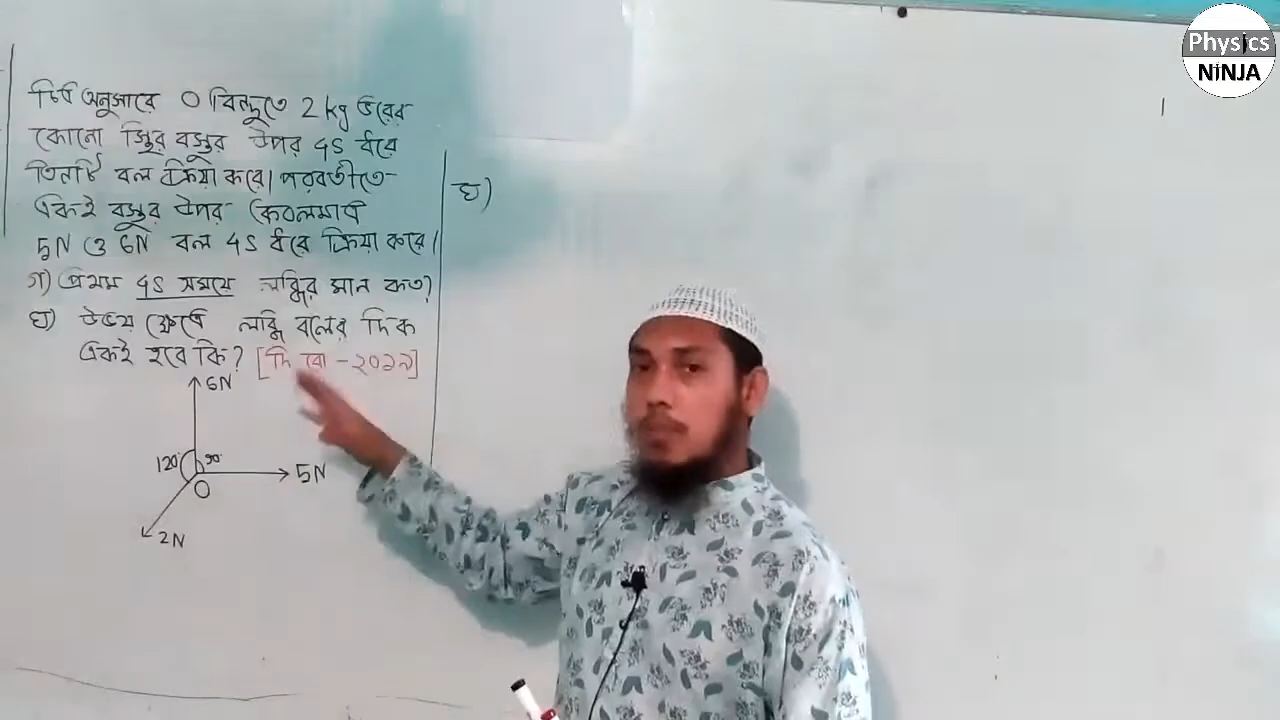 চিত্র অনুসারে O বিন্দুতে 2 kg ভরের
কোনো স্থির বস্তুর উপর 4S ধরে
তিনটি বল ক্রিয়া করে। পরবর্তীতে
একই বস্তুর উপর কেবলমাত্র
5N ও 6N বল 4S ধরে ক্রিয়া করে।
গ) প্রথম 4S সময়ে লব্ধির মান কত?
ঘ) উভয় ক্ষেত্রে লব্ধি বলের দিক
একই হবে কি? [দি বো -২০১৯]
6N
120° 90°
5N
O
2N
ঘ)
Physics
NINJA